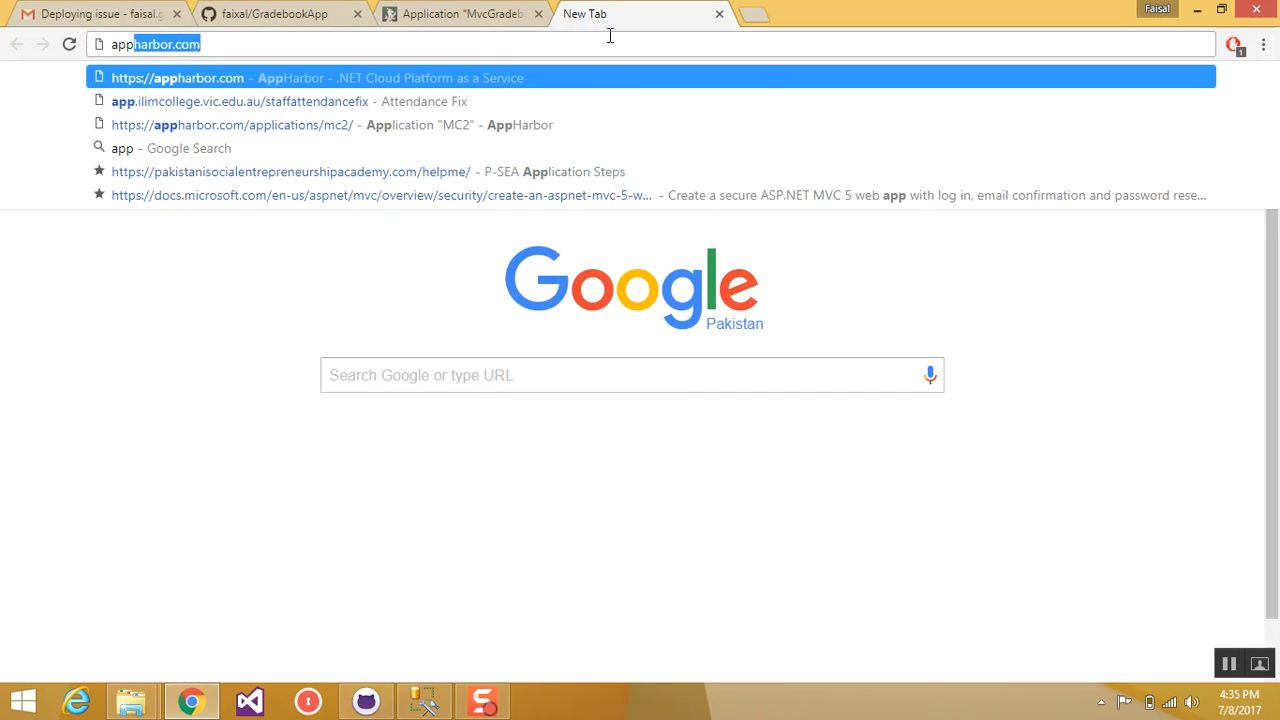 Deploying issue - faisal.g
faixal/GradebookApp
Application "MvcGradeb
New Tab
Faisal
appharbor.com
1
https://appharbor.com - AppHarbor - .NET Cloud Platform as a Service
app.ilimcollege.vic.edu.au/staffattendancefix - Attendance Fix
https://appharbor.com/applications/mc2/ - Application "MC2" - AppHarbor
app - Google Search
https://pakistanisocialentrepreneurshipacademy.com/helpme/ - P-SEA Application Steps
https://docs.microsoft.com/en-us/aspnet/mvc/overview/security/create-an-aspnet-mvc-5-w... - Create a secure ASP.NET MVC 5 web app with log in, email confirmation and password rese...
Google
Pakistan
Search Google or type URL
4:35 PM
7/8/2017